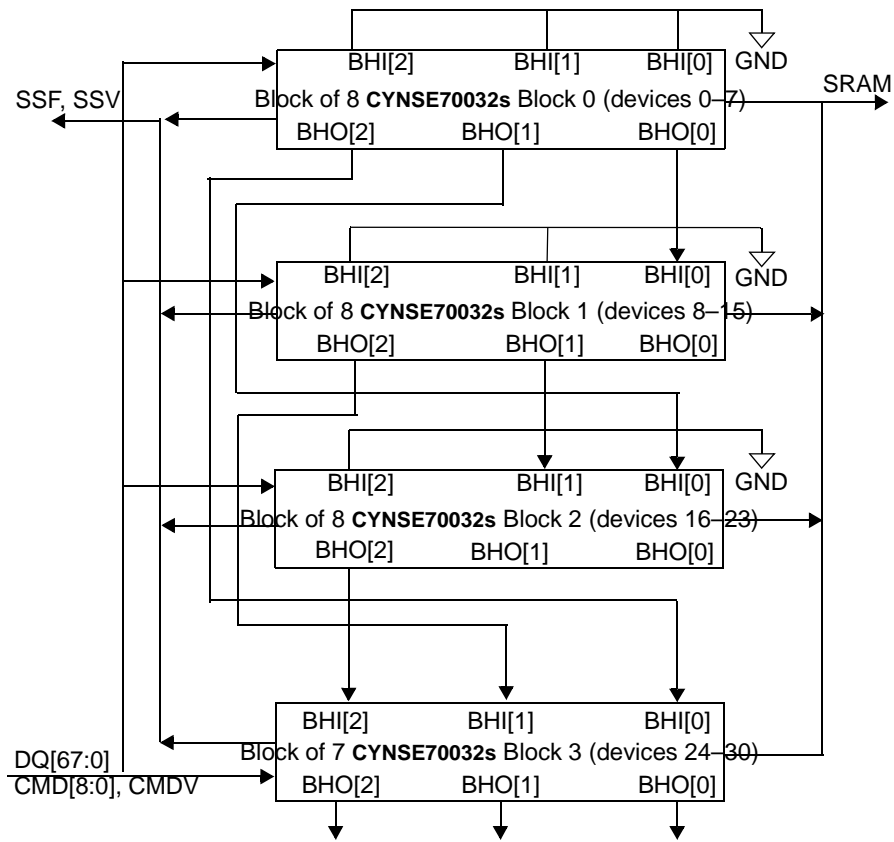 BHI[2] BHI[1] BHI[0] GND
SSF, SSV
SRAM
Block of 8 CYNSE70032s Block 0 (devices 0–7)
BHO[2] BHO[1] BHO[0]
BHI[2] BHI[1] BHI[0] GND
Block of 8 CYNSE70032s Block 1 (devices 8–15)
BHO[2] BHO[1] BHO[0]
BHI[2] BHI[1] BHI[0] GND
Block of 8 CYNSE70032s Block 2 (devices 16–23)
BHO[2] BHO[1] BHO[0]
BHI[2] BHI[1] BHI[0]
Block of 7 CYNSE70032s Block 3 (devices 24–30)
DQ[67:0]
CMD[8:0], CMDV
BHO[2] BHO[1] BHO[0]